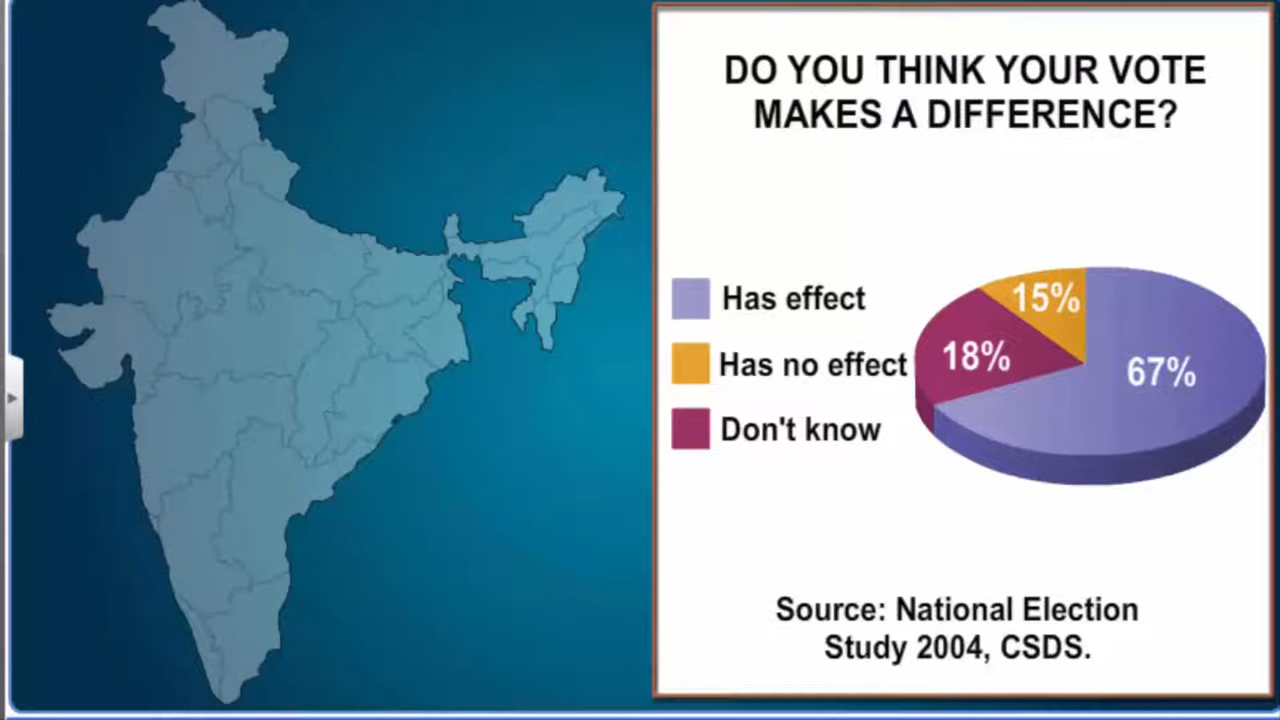 DO YOU THINK YOUR VOTE
MAKES A DIFFERENCE?
Has effect
Has no effect
Don't know
15%
18%
67%
Source: National Election
Study 2004, CSDS.